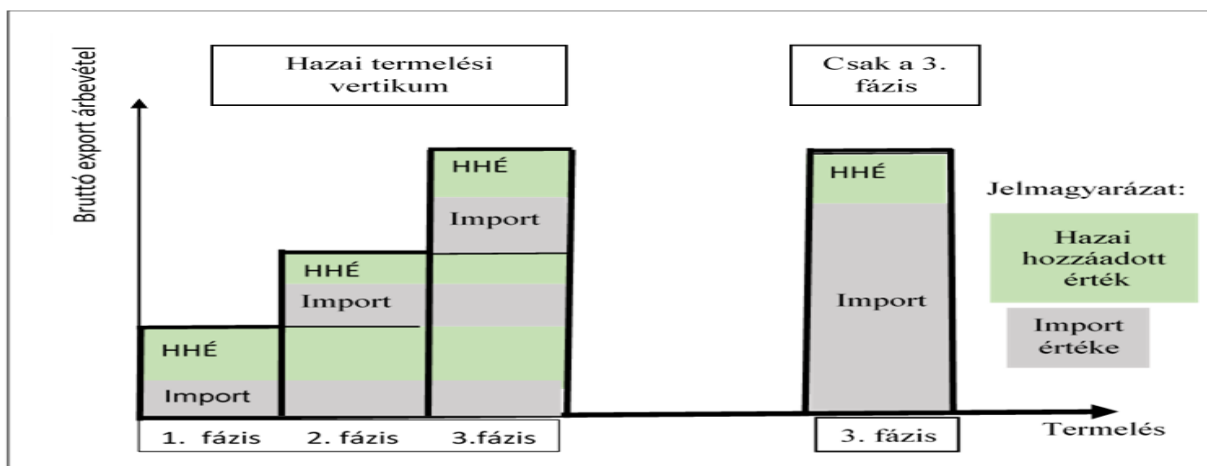 Hazai termelési
vertikum
Csak a 3.
fázis
Bruttó export árbevétel
HHÉ
HHÉ
Import
Jelmagyarázat:
HHÉ
Import
Hazai
hozzáadott
érték
Import
HHÉ
Import
Import
értéke
1. fázis
2. fázis
3.fázis
3. fázis
Termelés